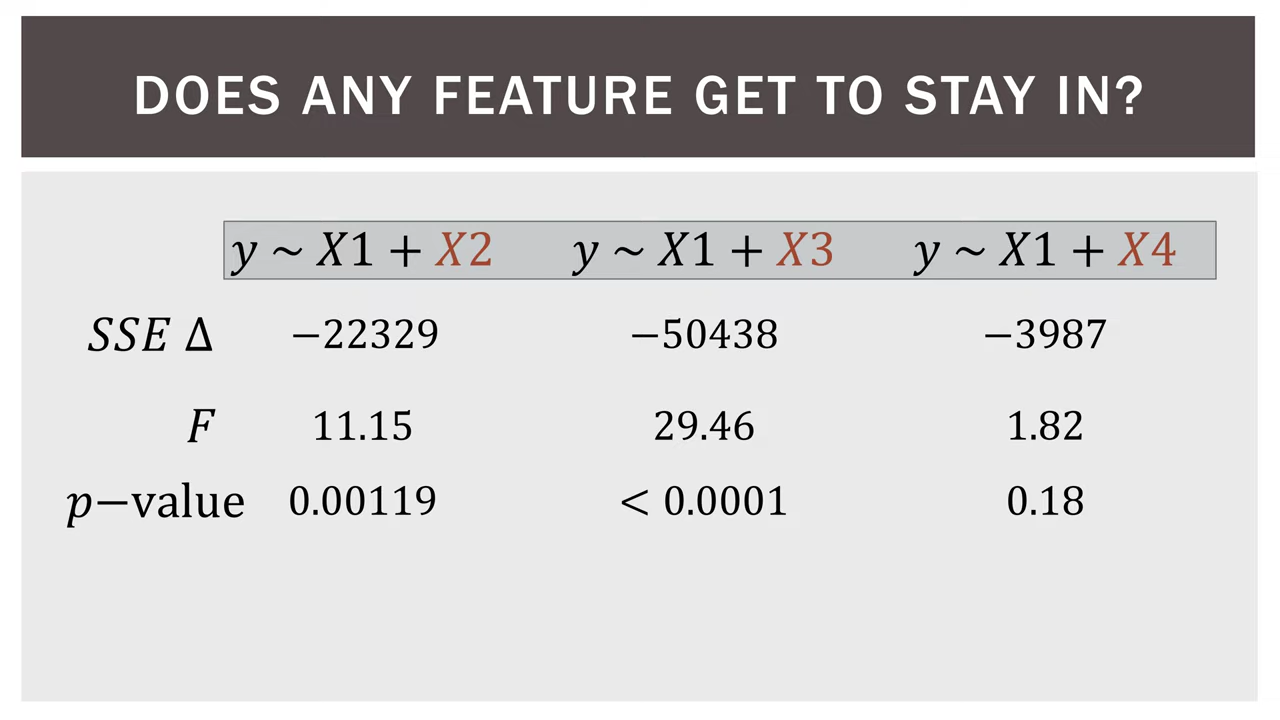 DOES ANY FEATURE GET TO STAY IN?
y ~ X1 + X2 y ~ X1 + X3 y ~ X1 + X4
SSE Δ −22329 −50438 −3987
F 11.15 29.46 1.82
p−value 0.00119 < 0.0001 0.18